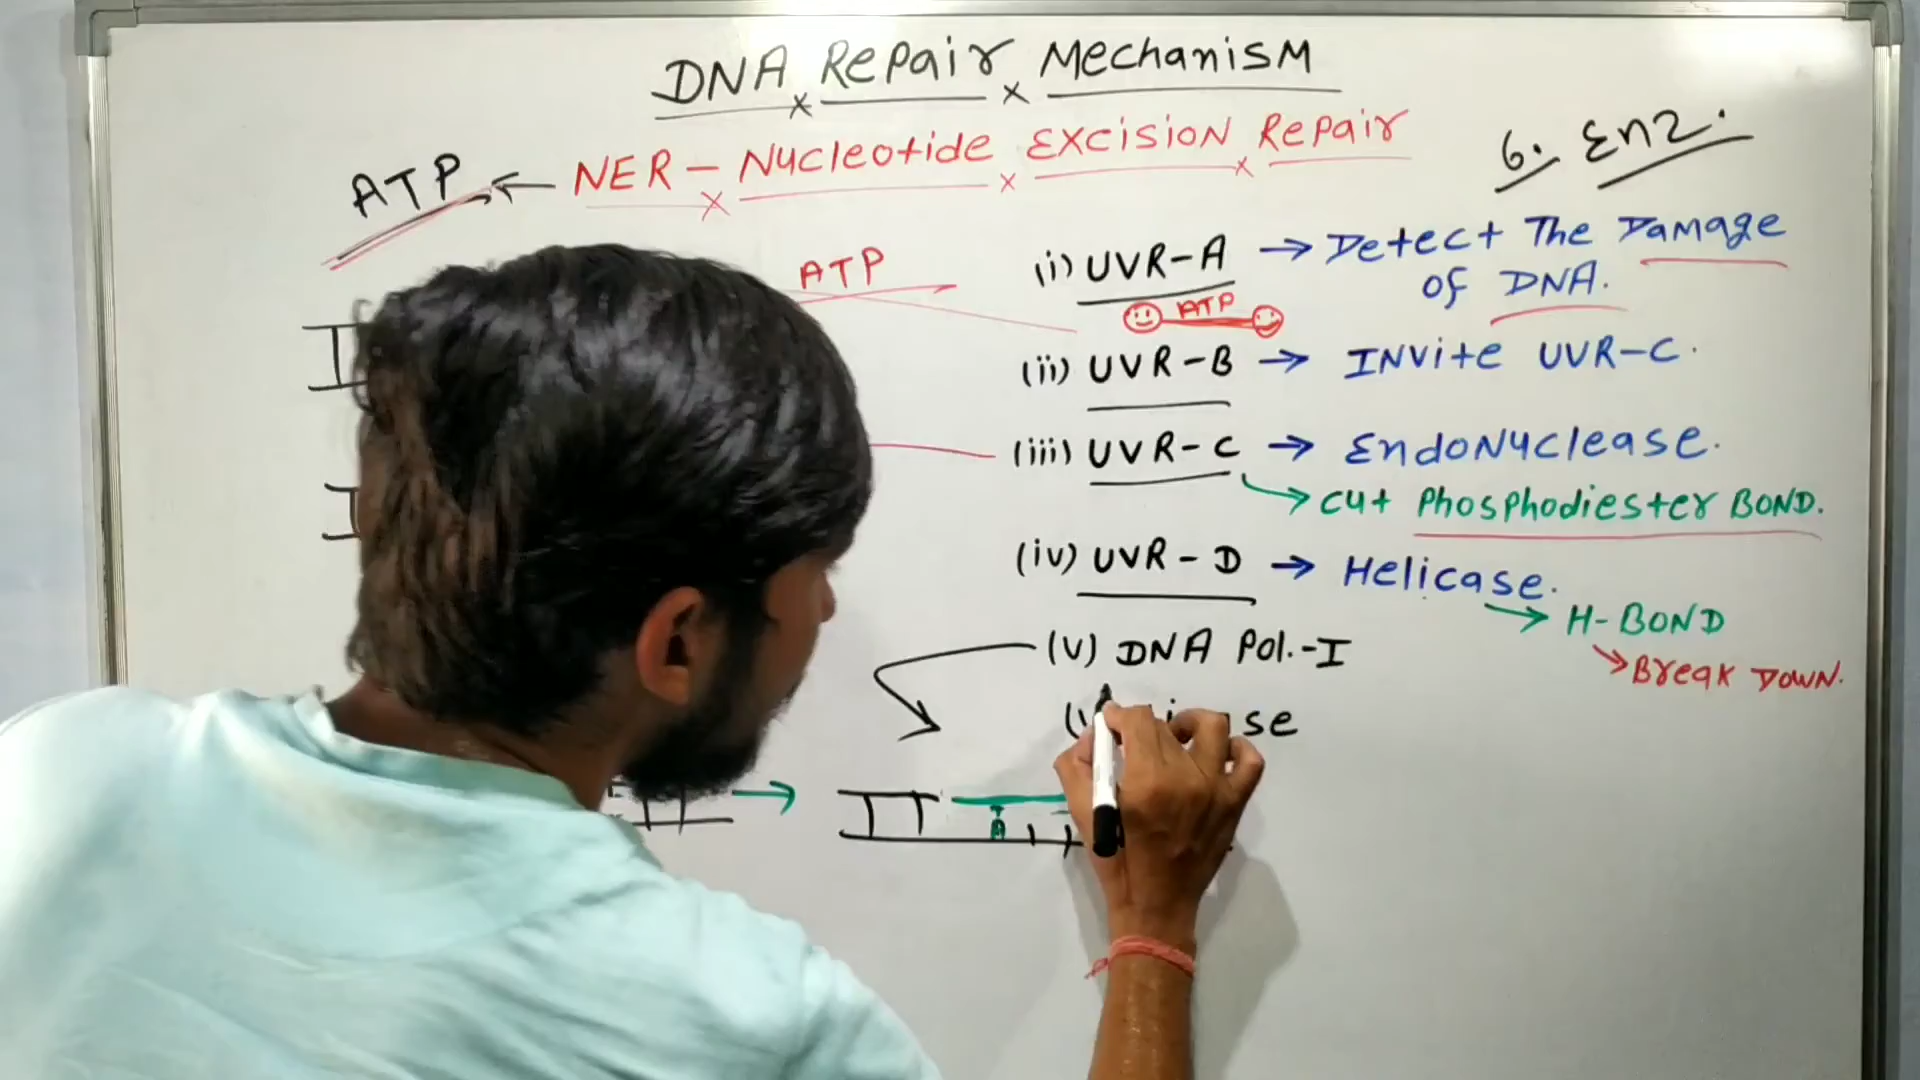 DNA Repair Mechanism
NER - Nucleotide Excision Repair
ATP ←
6. Enz.
ATP
(i) UVR-A → Detect The Damage
of DNA.
ATP
(ii) UVR-B → Invite UVR-C.
(iii) UVR-C → Endonuclease.
→ Cut Phosphodiester Bond.
(iv) UVR-D → Helicase.
→ H-Bond
→ Break Down.
(v) DNA Pol.-I
A